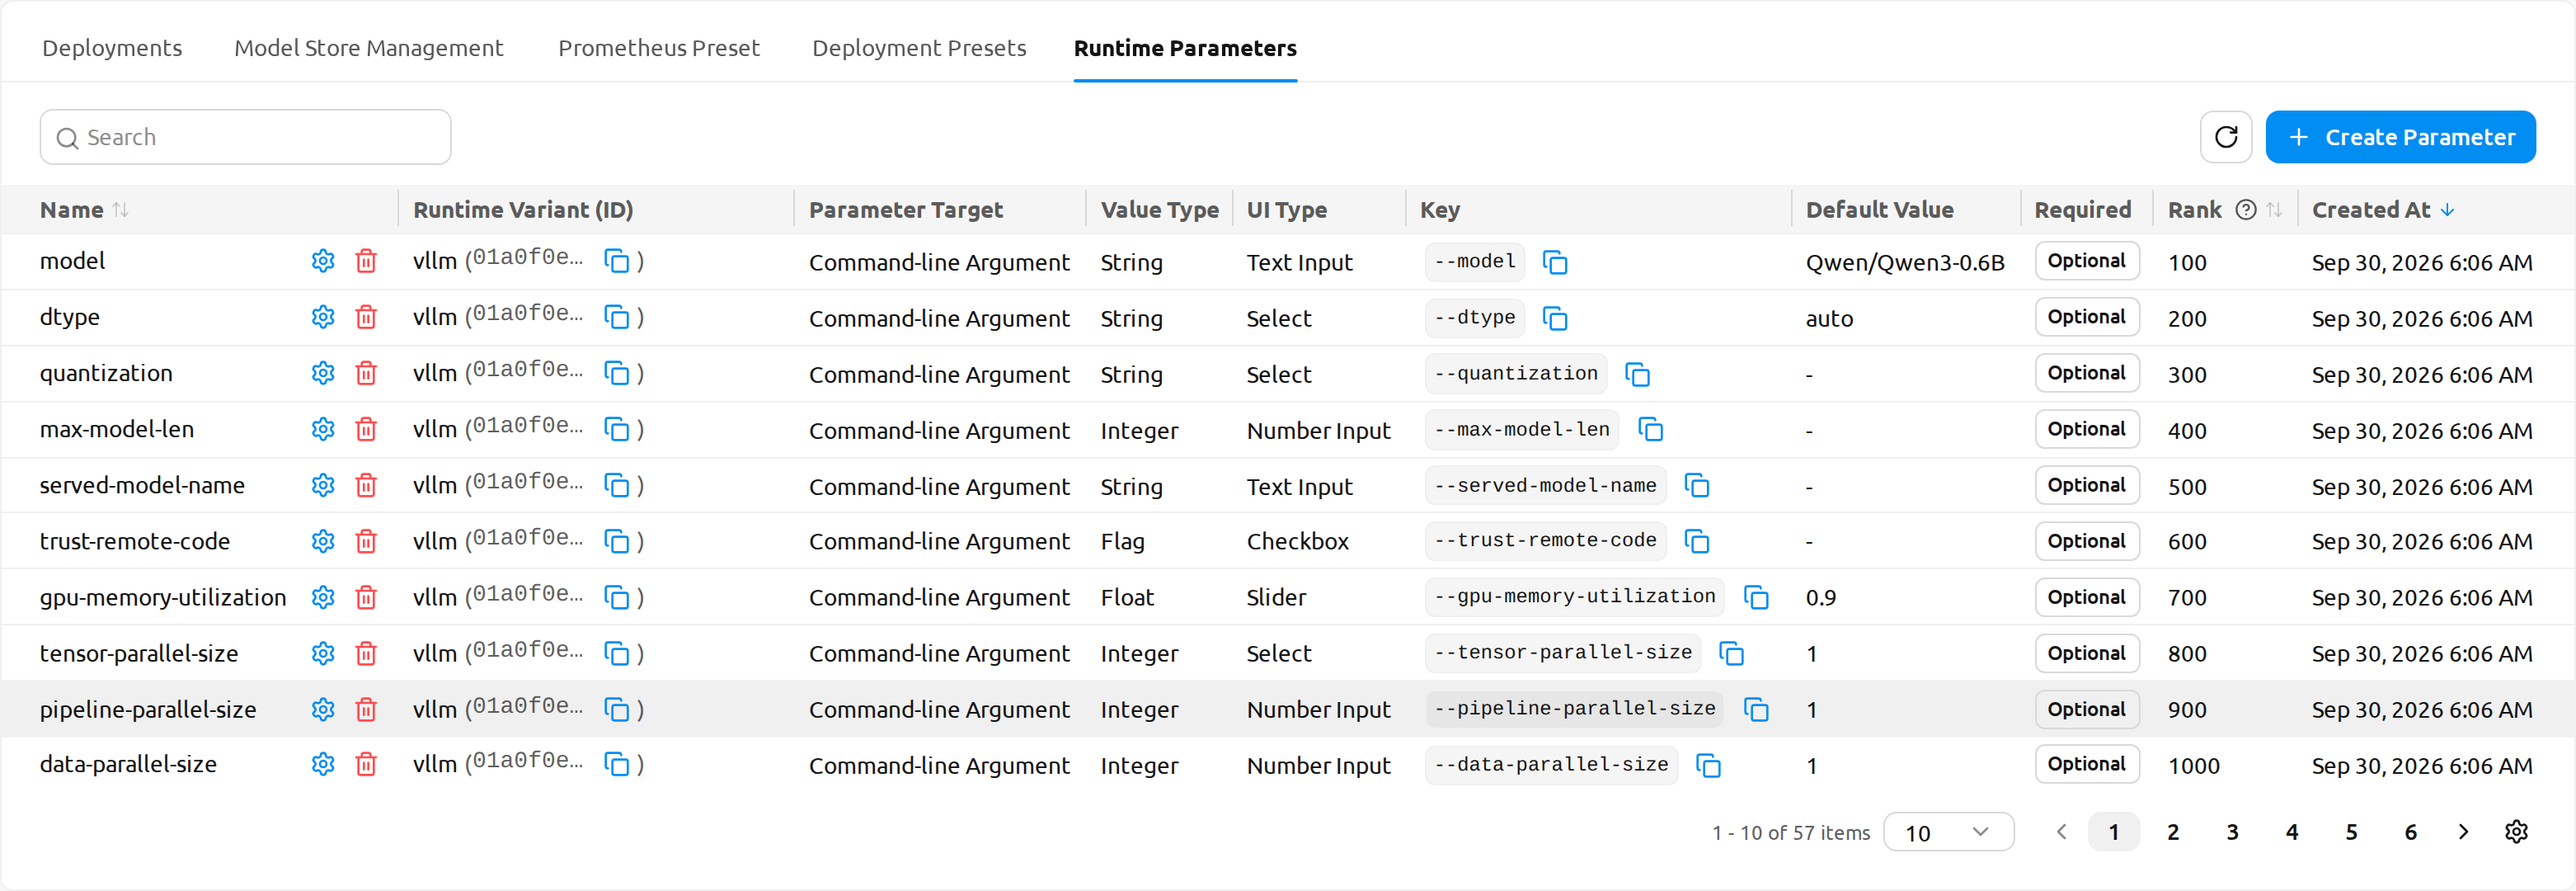 Deployments Model Store Management Prometheus Preset Deployment Presets Runtime Parameters
Search Create Parameter
Name Runtime Variant (ID) Parameter Target Value Type UI Type Key Default Value Required Rank Created At
model vllm (01a0f0e… ) Command-line Argument String Text Input --model Qwen/Qwen3-0.6B Optional 100 Sep 30, 2026 6:06 AM
dtype vllm (01a0f0e… ) Command-line Argument String Select --dtype auto Optional 200 Sep 30, 2026 6:06 AM
quantization vllm (01a0f0e… ) Command-line Argument String Select --quantization - Optional 300 Sep 30, 2026 6:06 AM
max-model-len vllm (01a0f0e… ) Command-line Argument Integer Number Input --max-model-len - Optional 400 Sep 30, 2026 6:06 AM
served-model-name vllm (01a0f0e… ) Command-line Argument String Text Input --served-model-name - Optional 500 Sep 30, 2026 6:06 AM
trust-remote-code vllm (01a0f0e… ) Command-line Argument Flag Checkbox --trust-remote-code - Optional 600 Sep 30, 2026 6:06 AM
gpu-memory-utilization vllm (01a0f0e… ) Command-line Argument Float Slider --gpu-memory-utilization 0.9 Optional 700 Sep 30, 2026 6:06 AM
tensor-parallel-size vllm (01a0f0e… ) Command-line Argument Integer Select --tensor-parallel-size 1 Optional 800 Sep 30, 2026 6:06 AM
pipeline-parallel-size vllm (01a0f0e… ) Command-line Argument Integer Number Input --pipeline-parallel-size 1 Optional 900 Sep 30, 2026 6:06 AM
data-parallel-size vllm (01a0f0e… ) Command-line Argument Integer Number Input --data-parallel-size 1 Optional 1000 Sep 30, 2026 6:06 AM
1 - 10 of 57 items 10 1 2 3 4 5 6